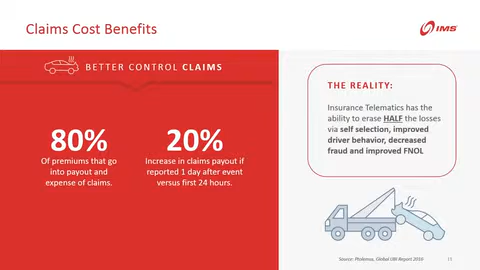 Claims Cost Benefits
IMS
BETTER CONTROL CLAIMS
80%
Of premiums that go
into payout and
expense of claims.
20%
Increase in claims payout if
reported 1 day after event
versus first 24 hours.
THE REALITY:
Insurance Telematics has the
ability to erase HALF the losses
via self selection, improved
driver behavior, decreased
fraud and improved FNOL
Source: Ptolemus, Global UBI Report 2016